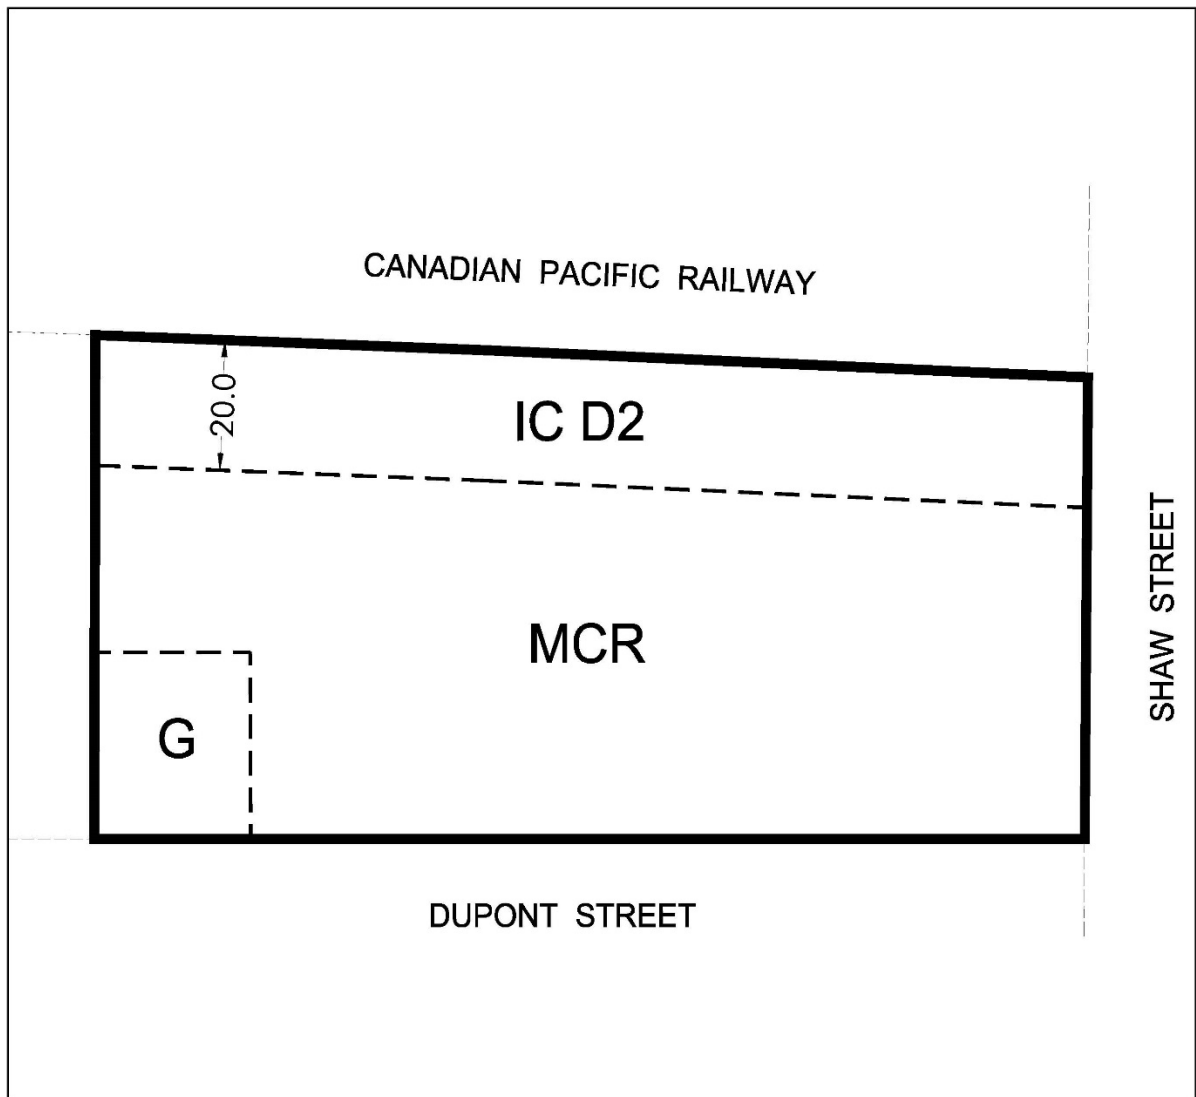 CANADIAN PACIFIC RAILWAY
20.0
IC D2
MCR
SHAW STREET
G
DUPONT STREET